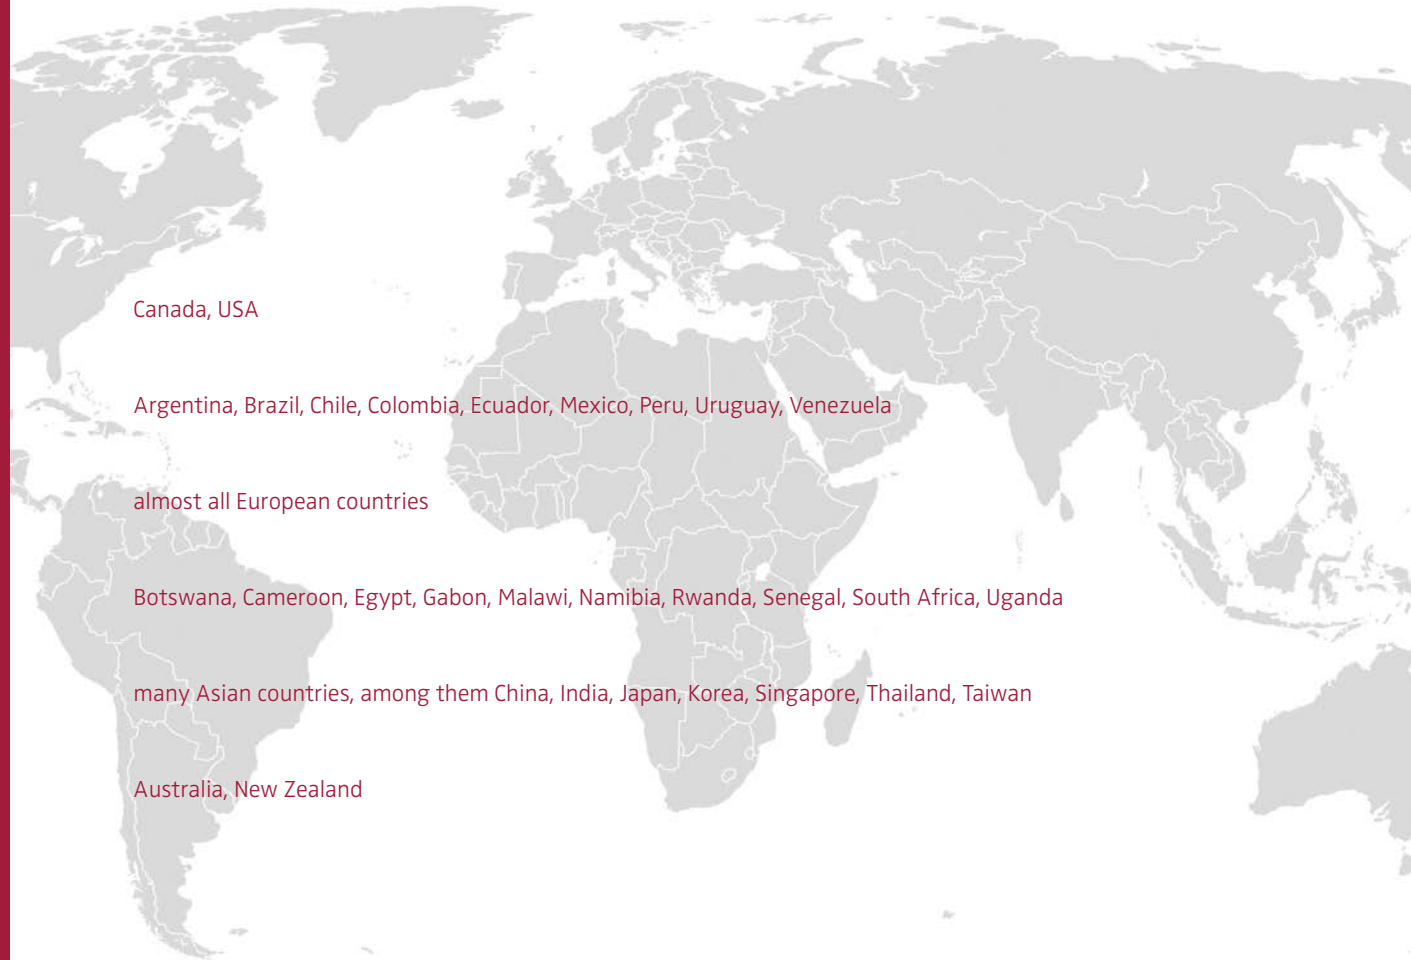 Canada, USA
Argentina, Brazil, Chile, Colombia, Ecuador, Mexico, Peru, Uruguay, Venezuela
almost all European countries
Botswana, Cameroon, Egypt, Gabon, Malawi, Namibia, Rwanda, Senegal, South Africa, Uganda
many Asian countries, among them China, India, Japan, Korea, Singapore, Thailand, Taiwan
Australia, New Zealand